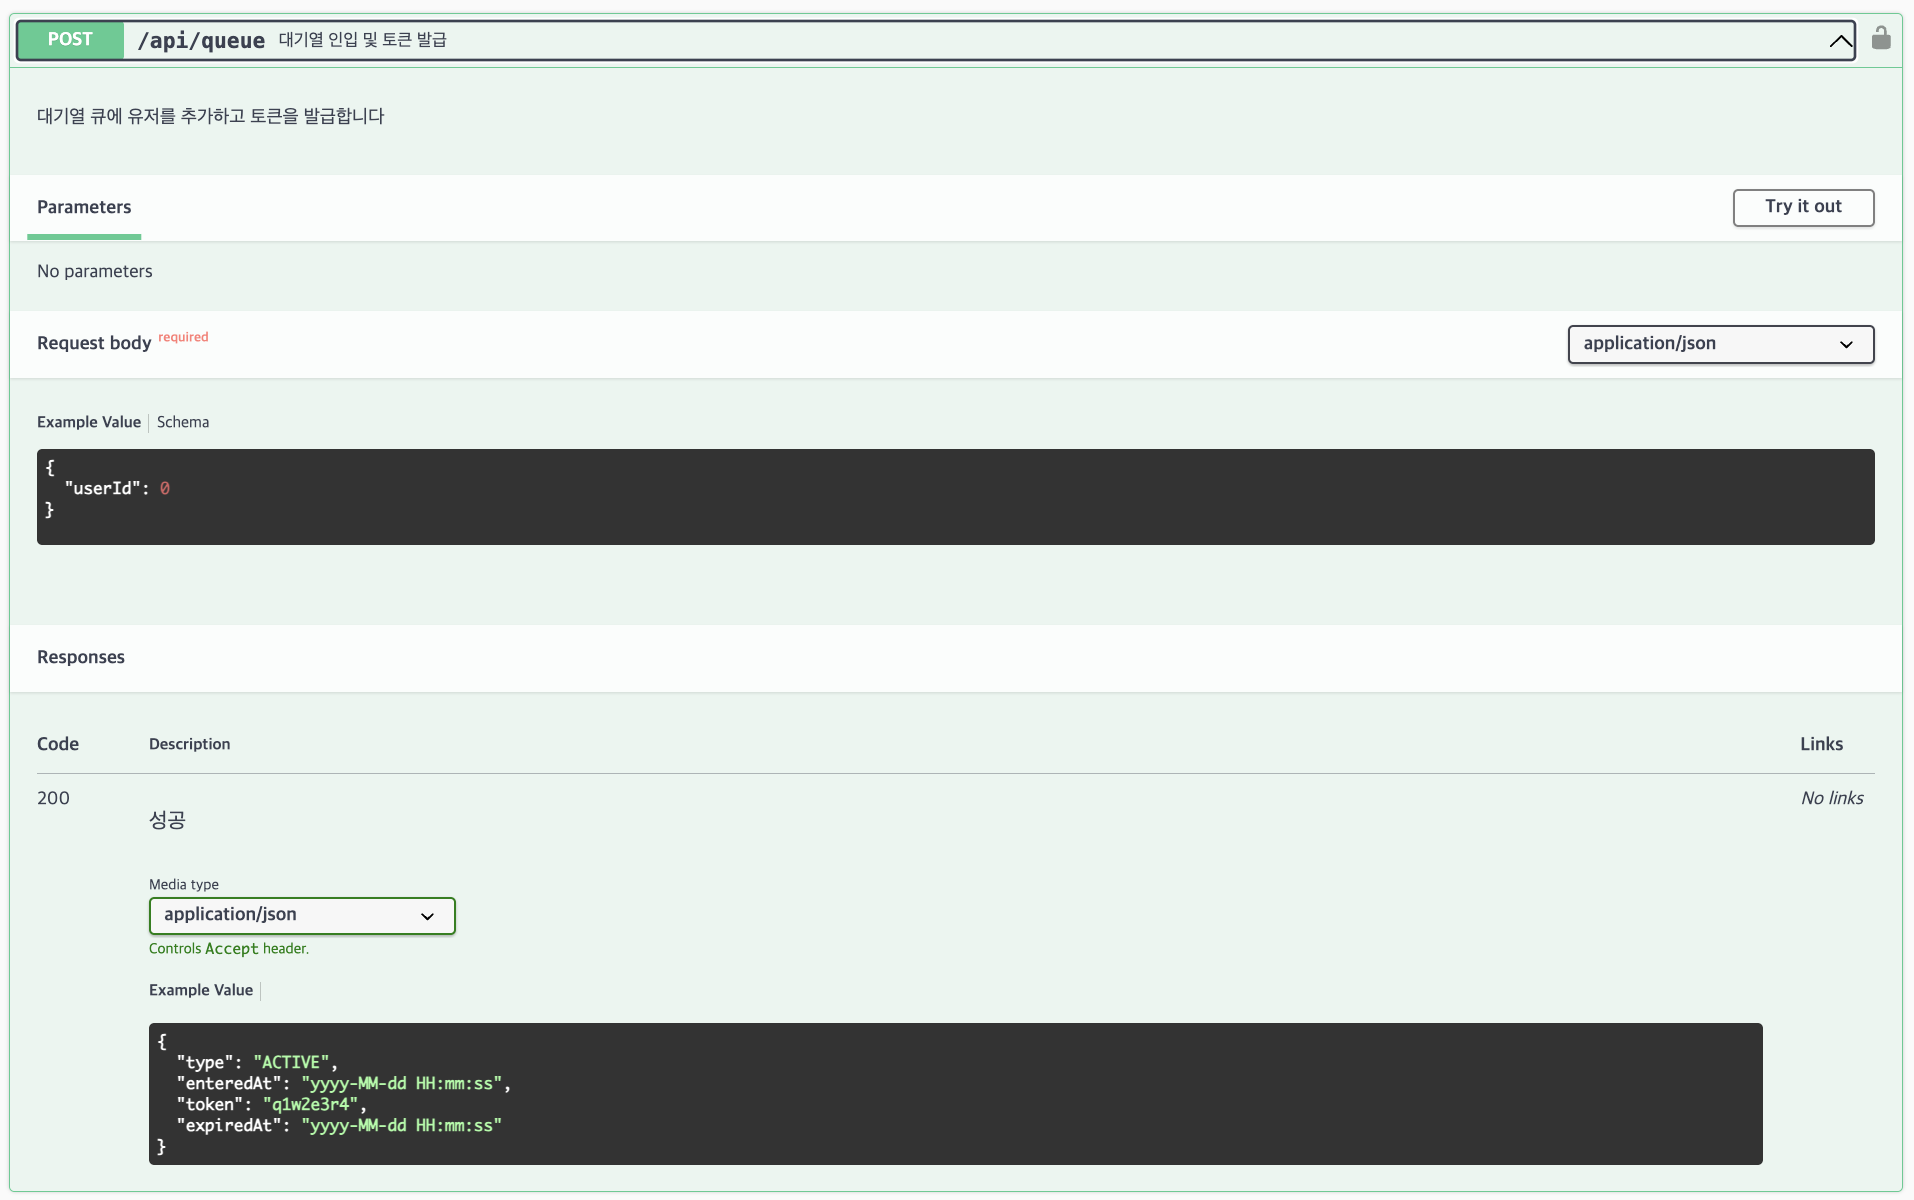 POST /api/queue 대기열 인입 및 토큰 발급
대기열 큐에 유저를 추가하고 토큰을 발급합니다
Parameters Try it out
No parameters
Request body required application/json
Example Value Schema
{
"userId": 0
}
Responses
Code Description Links
200 No links
성공
Media type
application/json
Controls Accept header.
Example Value
{
"type": "ACTIVE",
"enteredAt": "yyyy-MM-dd HH:mm:ss",
"token": "q1w2e3r4",
"expiredAt": "yyyy-MM-dd HH:mm:ss"
}